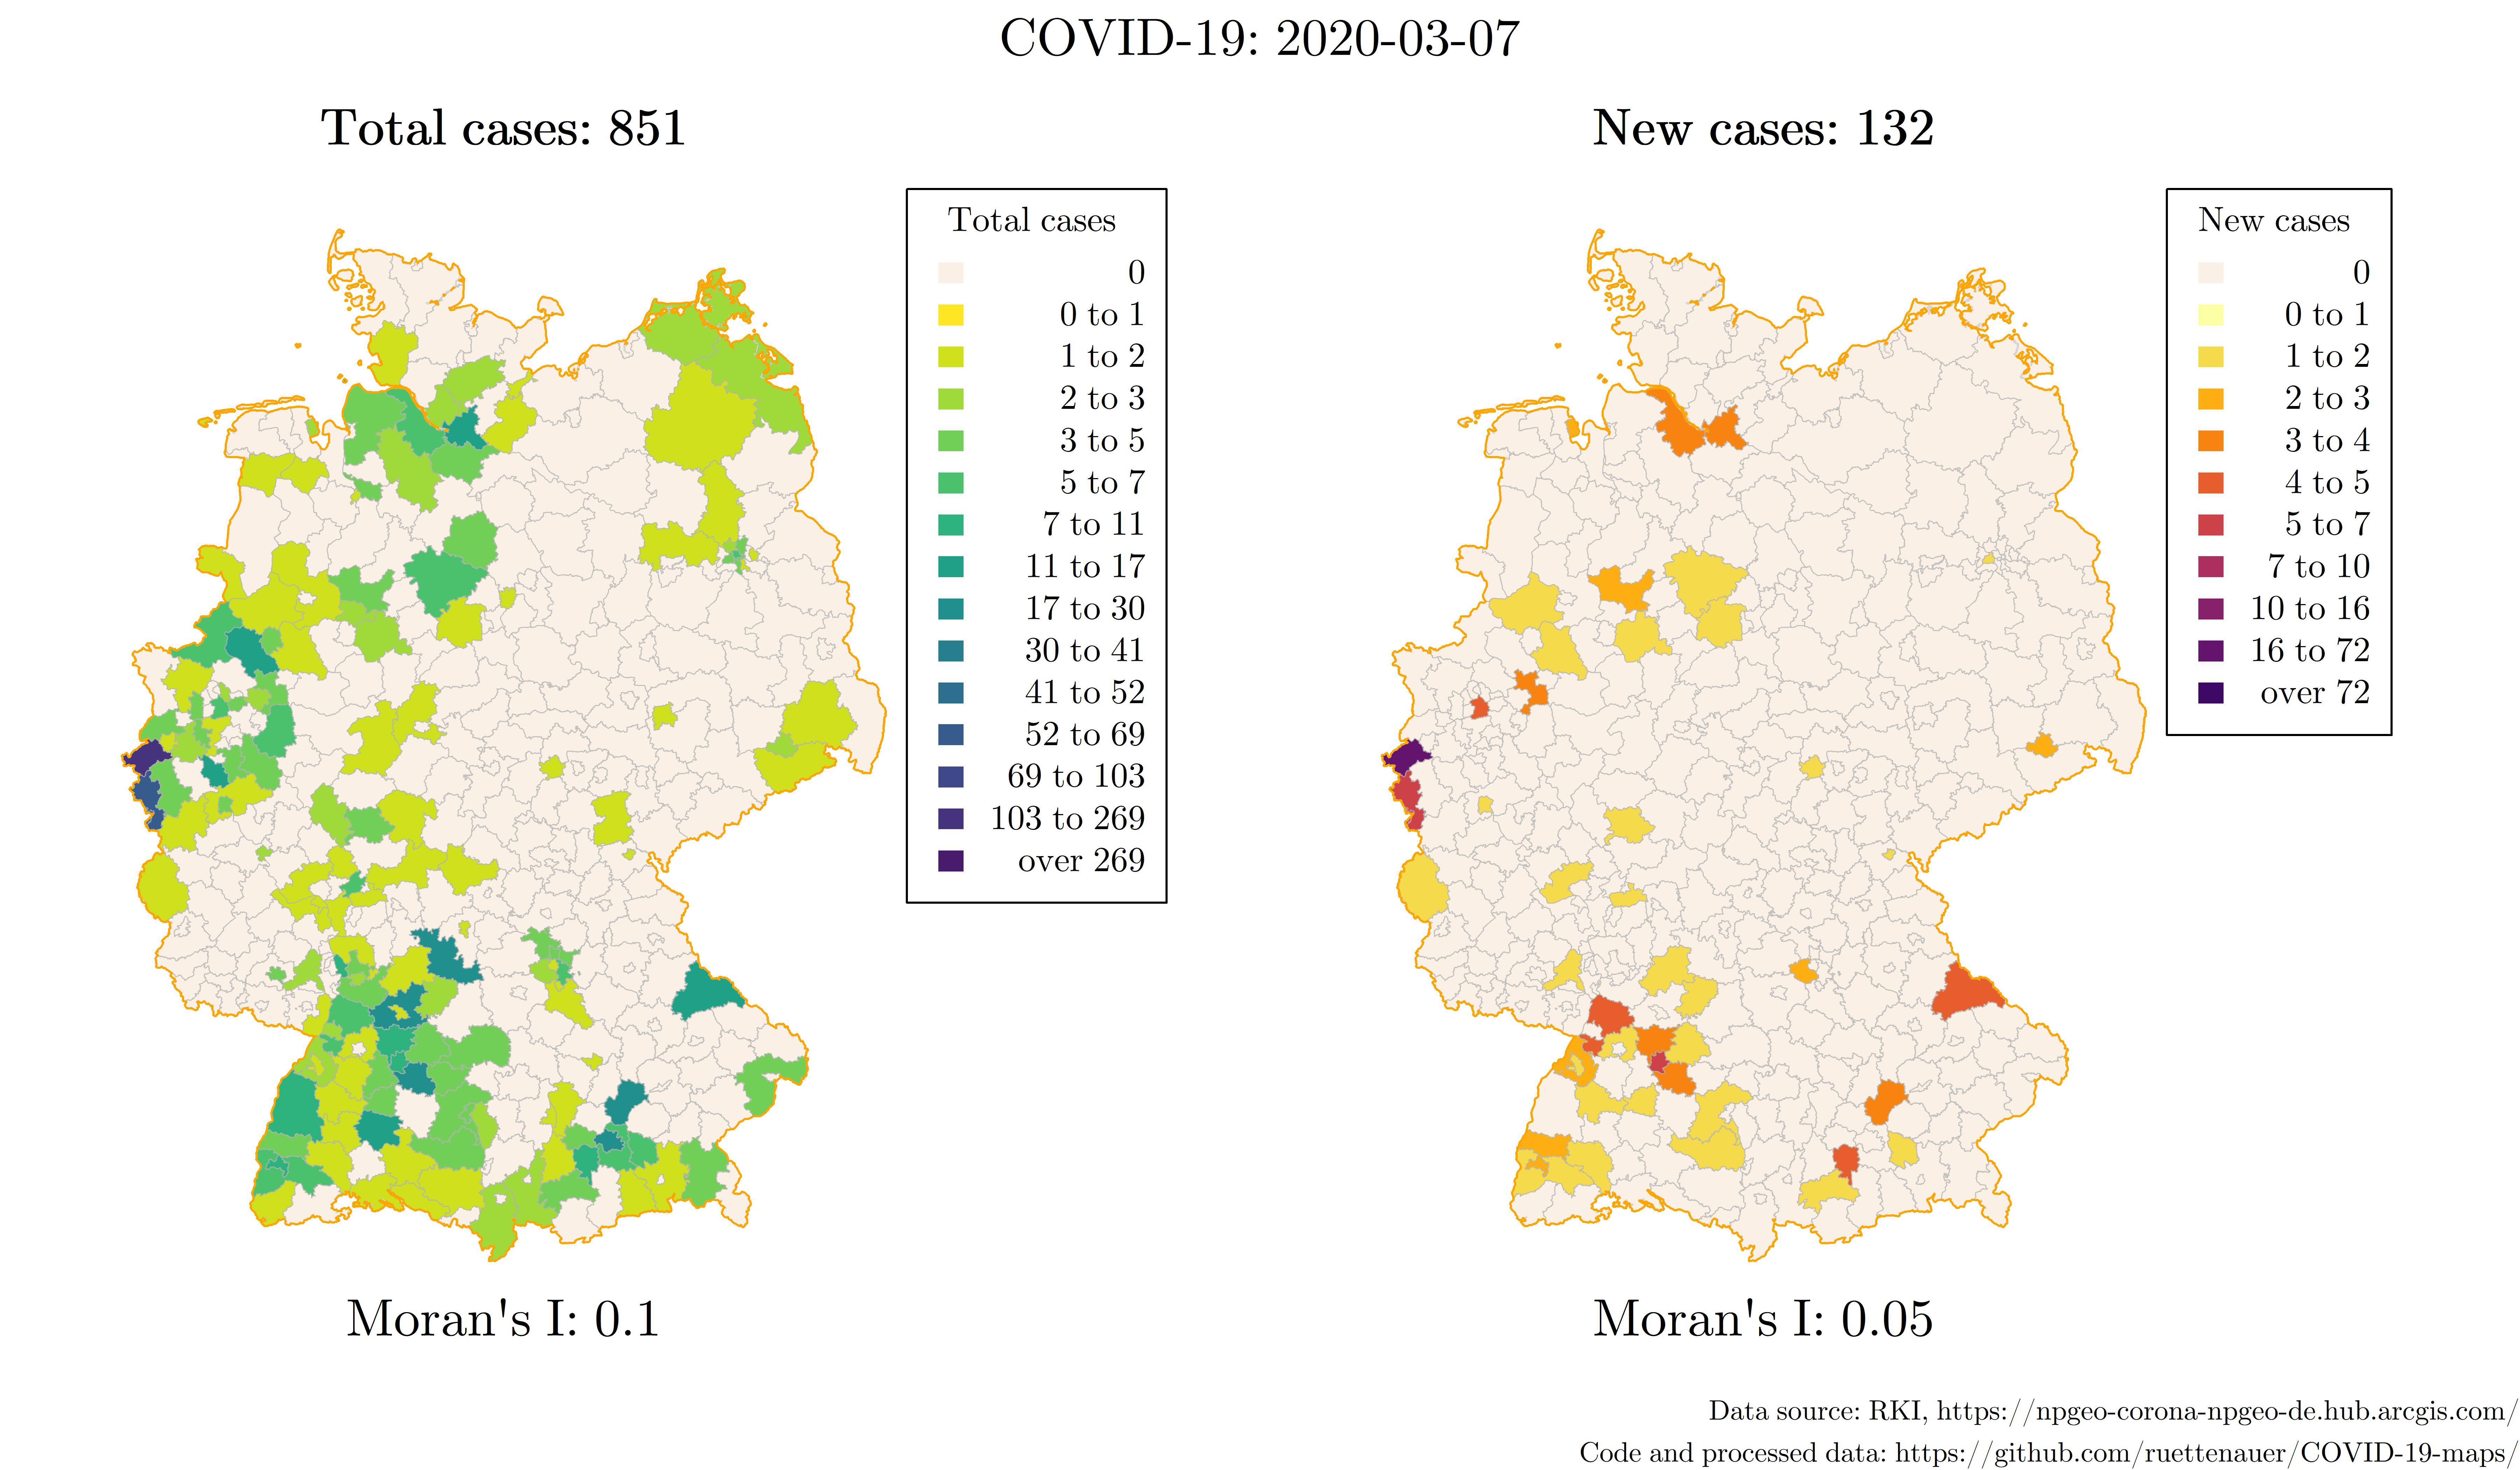 COVID-19: 2020-03-07
Total cases: 851
Total cases
0
0 to 1
1 to 2
2 to 3
3 to 5
5 to 7
7 to 11
11 to 17
17 to 30
30 to 41
41 to 52
52 to 69
69 to 103
103 to 269
over 269
Moran's I: 0.1
New cases: 132
New cases
0
0 to 1
1 to 2
2 to 3
3 to 4
4 to 5
5 to 7
7 to 10
10 to 16
16 to 72
over 72
Moran's I: 0.05
Data source: RKI, https://npgeo-corona-npgeo-de.hub.arcgis.com/
Code and processed data: https://github.com/ruettenauer/COVID-19-maps/